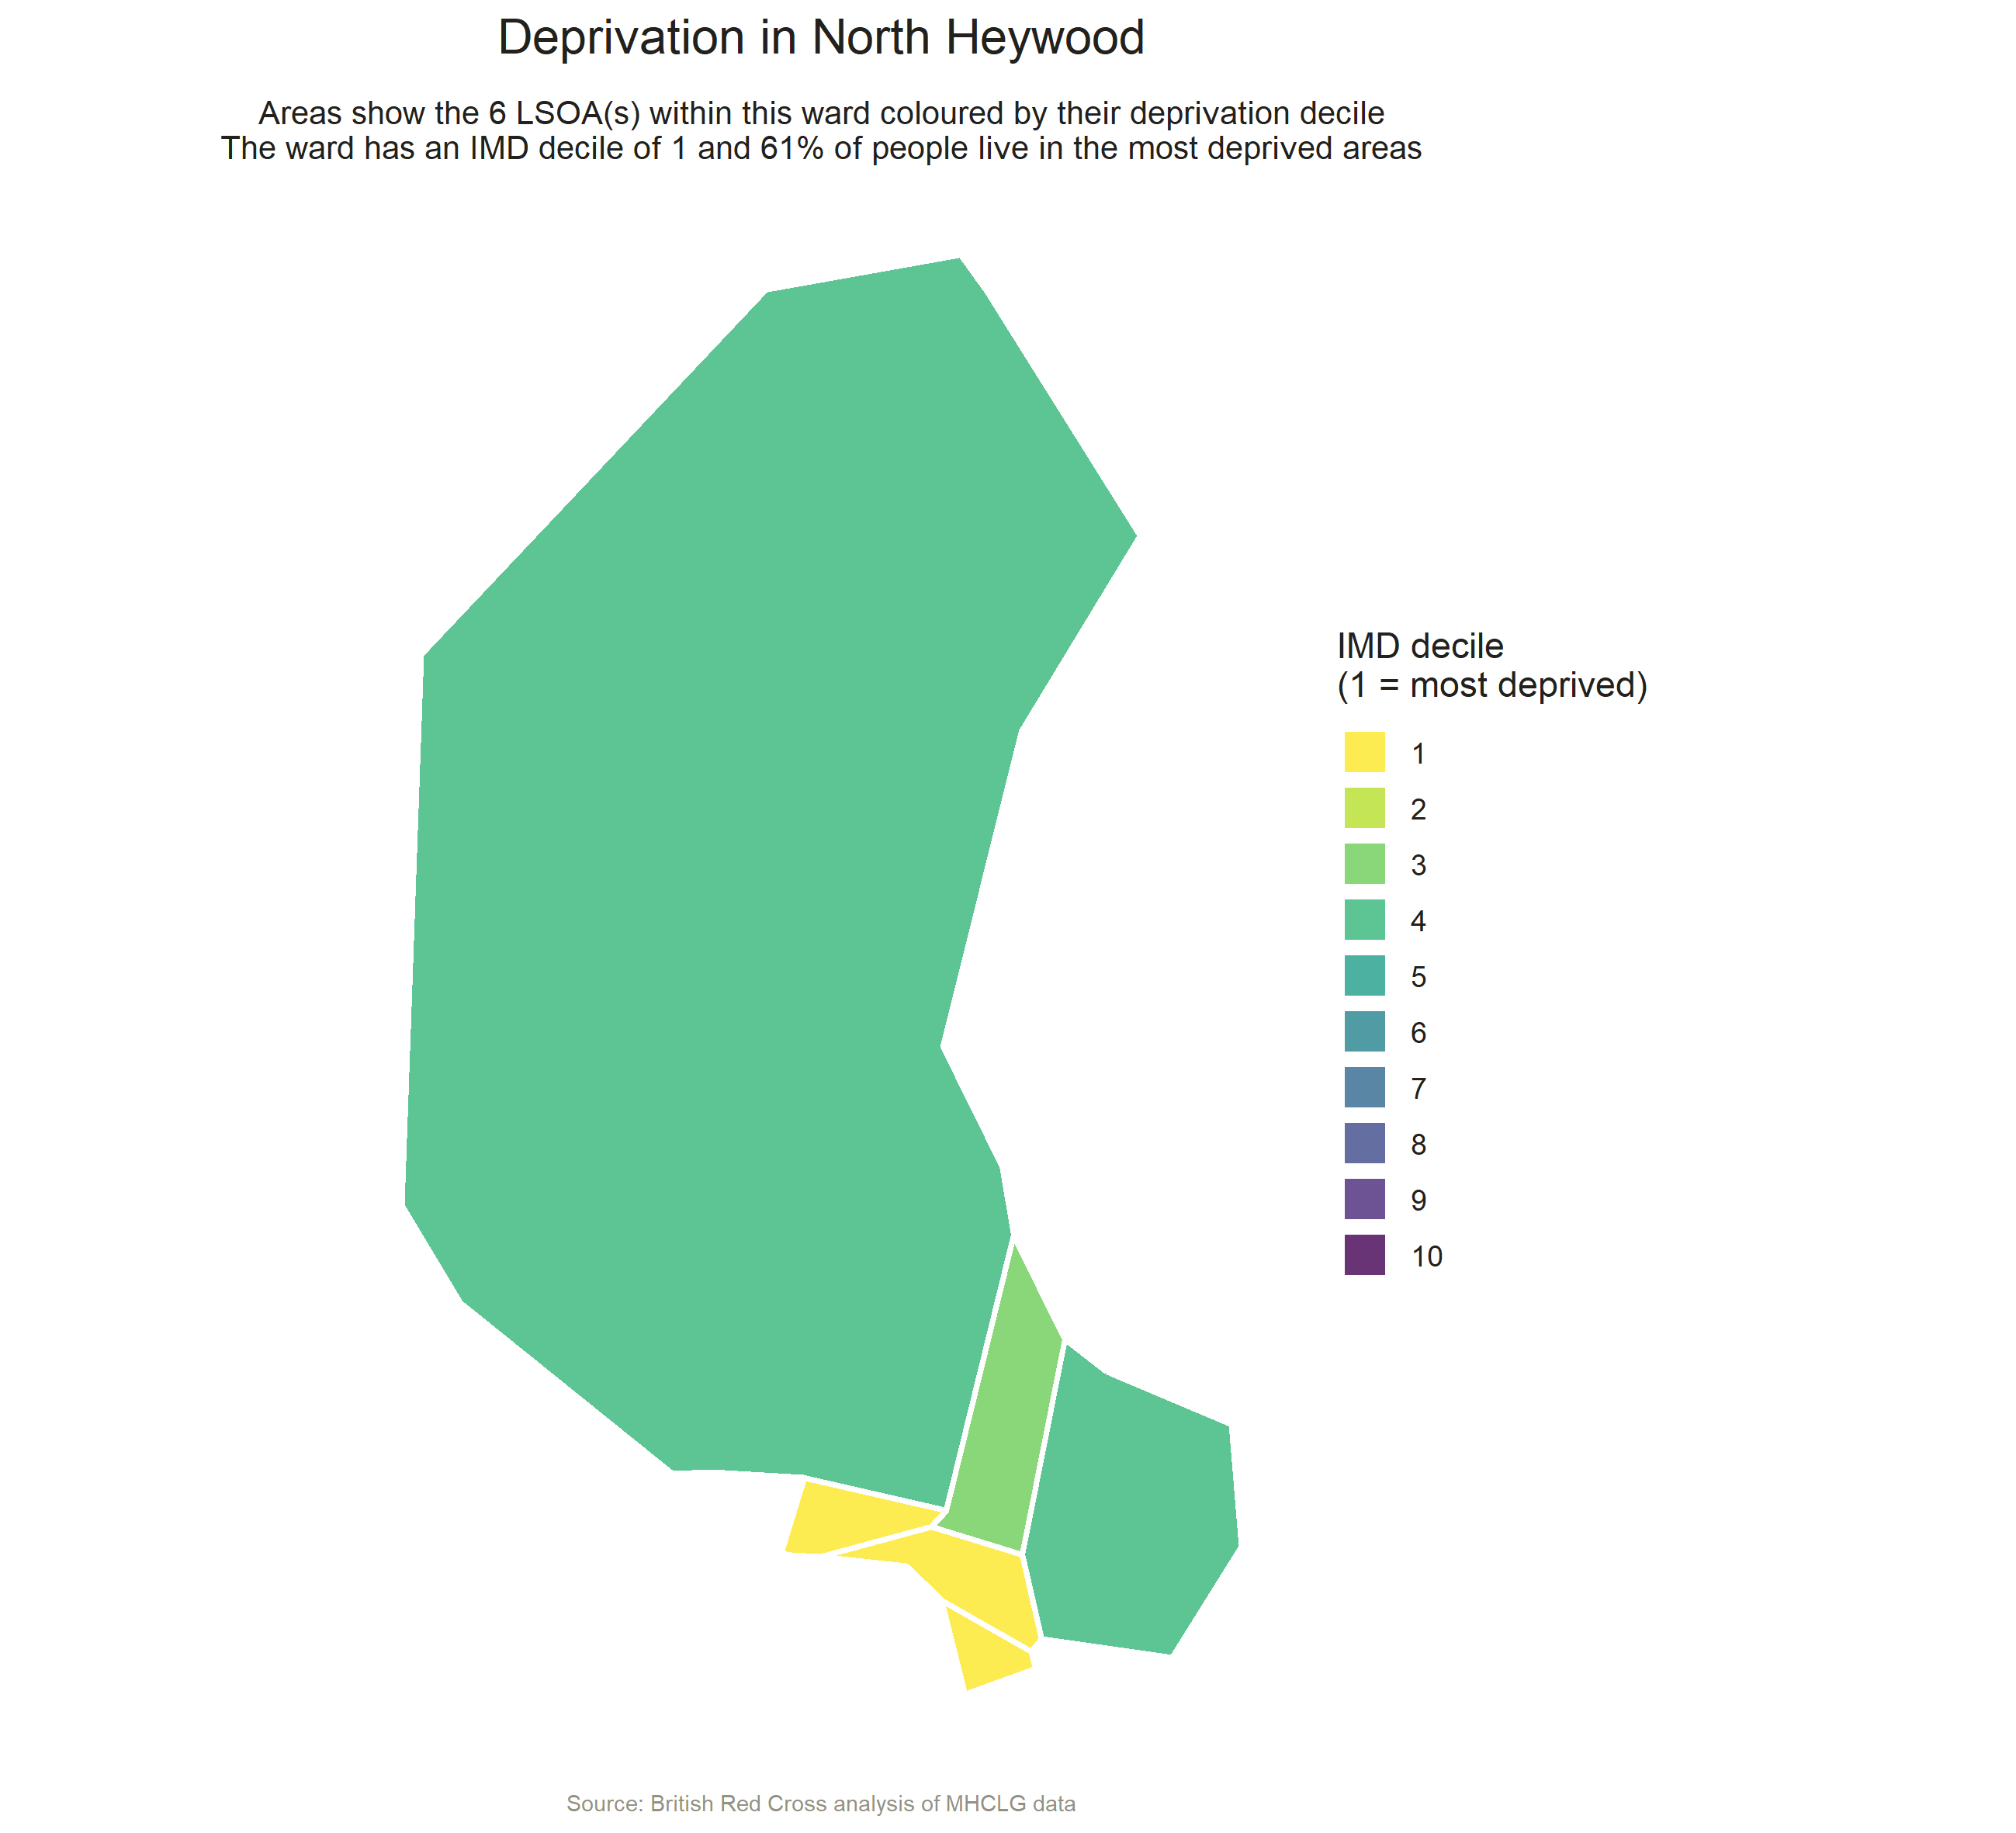 Deprivation in North Heywood
Areas show the 6 LSOA(s) within this ward coloured by their deprivation decile
The ward has an IMD decile of 1 and 61% of people live in the most deprived areas
IMD decile
(1 = most deprived)
1
2
3
4
5
6
7
8
9
10
Source: British Red Cross analysis of MHCLG data